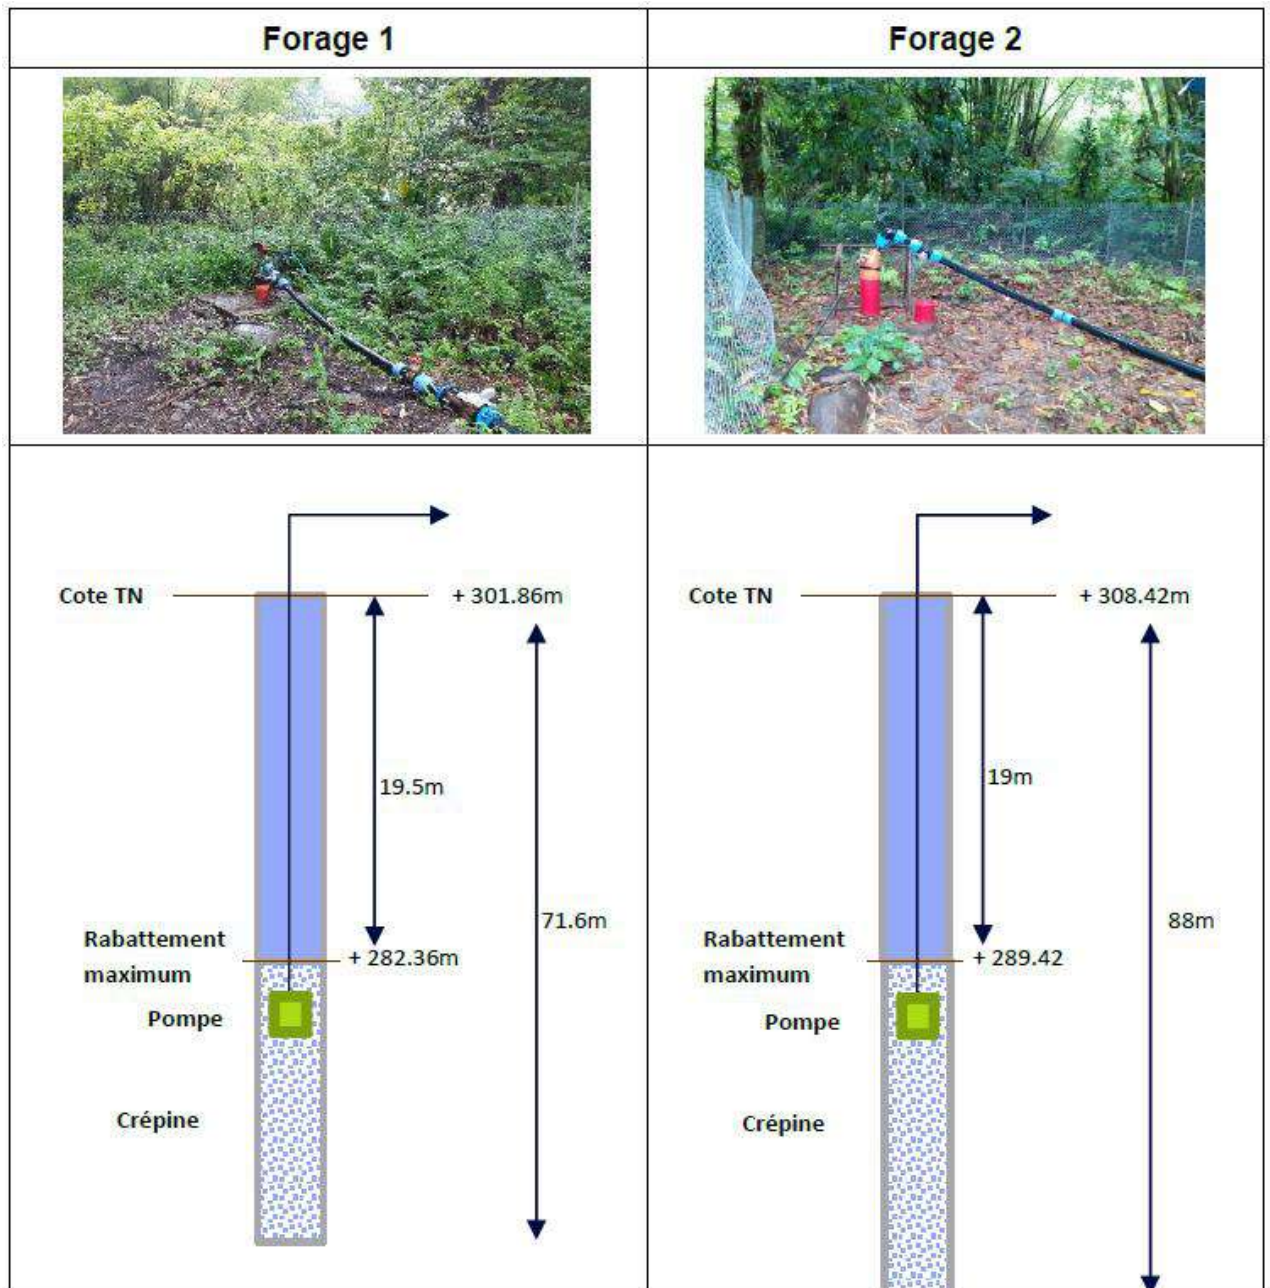 Forage 1
Forage 2
Cote TN
+ 301.86m
19.5m
71.6m
Rabattement
maximum
+ 282.36m
Pompe
Crépine
Cote TN
+ 308.42m
19m
88m
Rabattement
maximum
+ 289.42
Pompe
Crépine